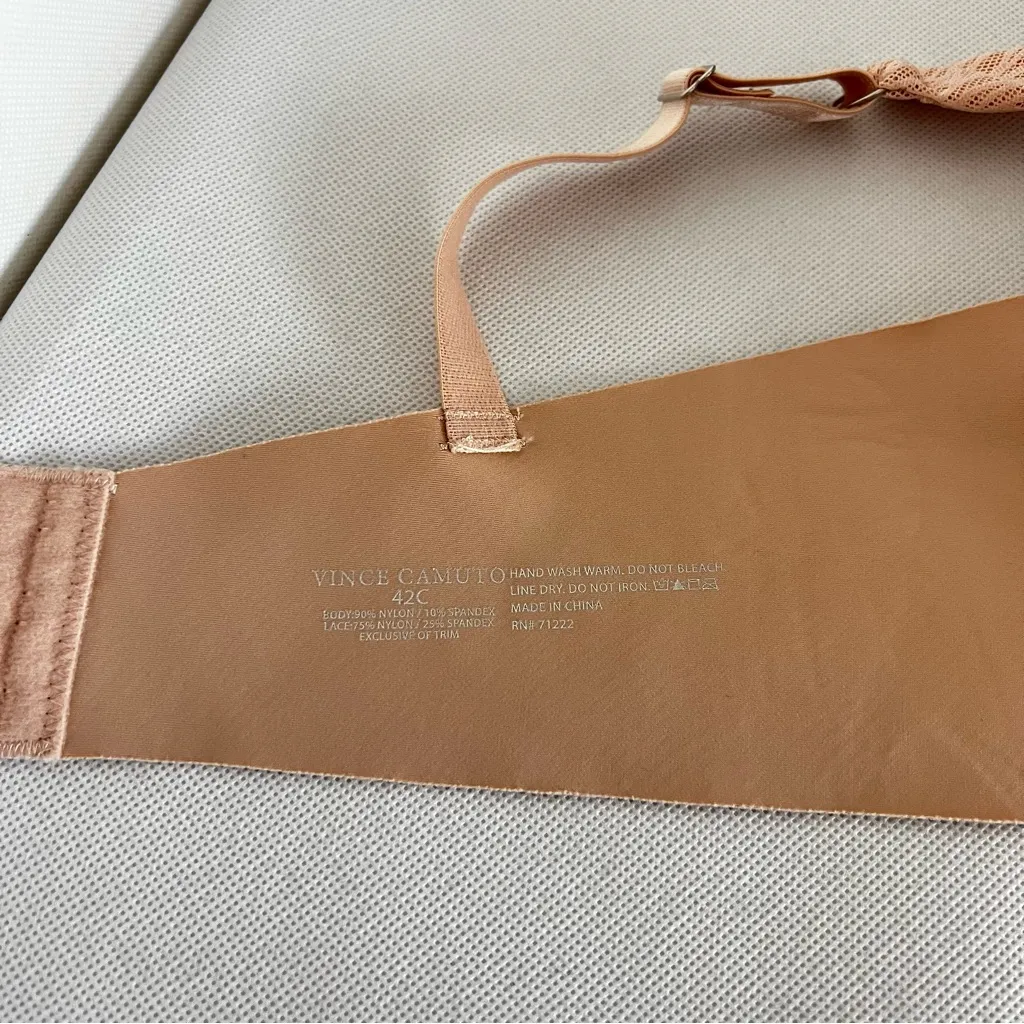 VINCE CAMUTO
42C
BODY:90% NYLON / 10% SPANDEX
LACE:75% NYLON / 25% SPANDEX
EXCLUSIVE OF TRIM
HAND WASH WARM. DO NOT BLEACH.
LINE DRY. DO NOT IRON.
MADE IN CHINA
RN# 71222